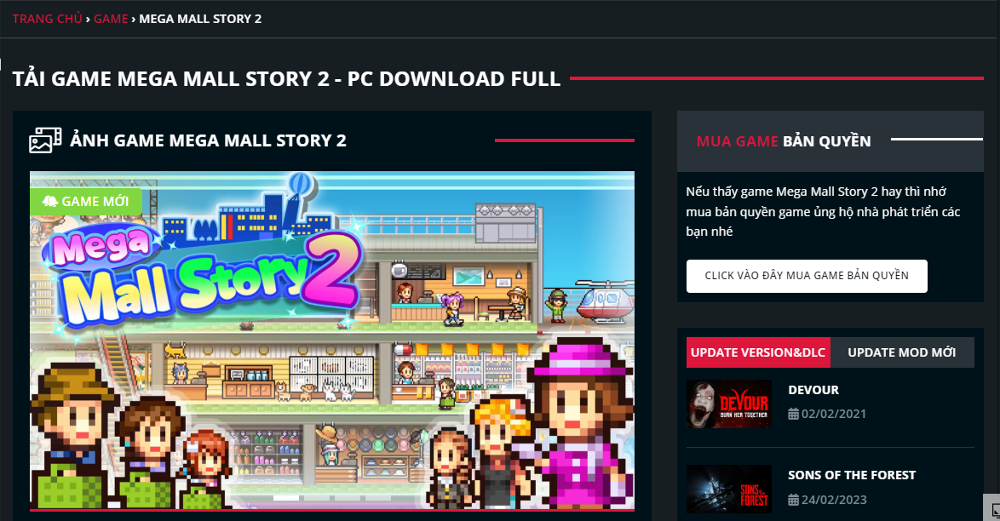 TRANG CHỦ › GAME › MEGA MALL STORY 2
TẢI GAME MEGA MALL STORY 2 - PC DOWNLOAD FULL
ẢNH GAME MEGA MALL STORY 2
GAME MỚI
Mega
Mall Story 2
MUA GAME BẢN QUYỀN
Nếu thấy game Mega Mall Story 2 hay thì nhớ
mua bản quyền game ủng hộ nhà phát triển các
bạn nhé
CLICK VÀO ĐÂY MUA GAME BẢN QUYỀN
UPDATE VERSION&DLC UPDATE MOD MỚI
DEVOUR
BURN HER TOGETHER
DEVOUR
02/02/2021
SONS OF THE FOREST
SONS OF THE FOREST
24/02/2023